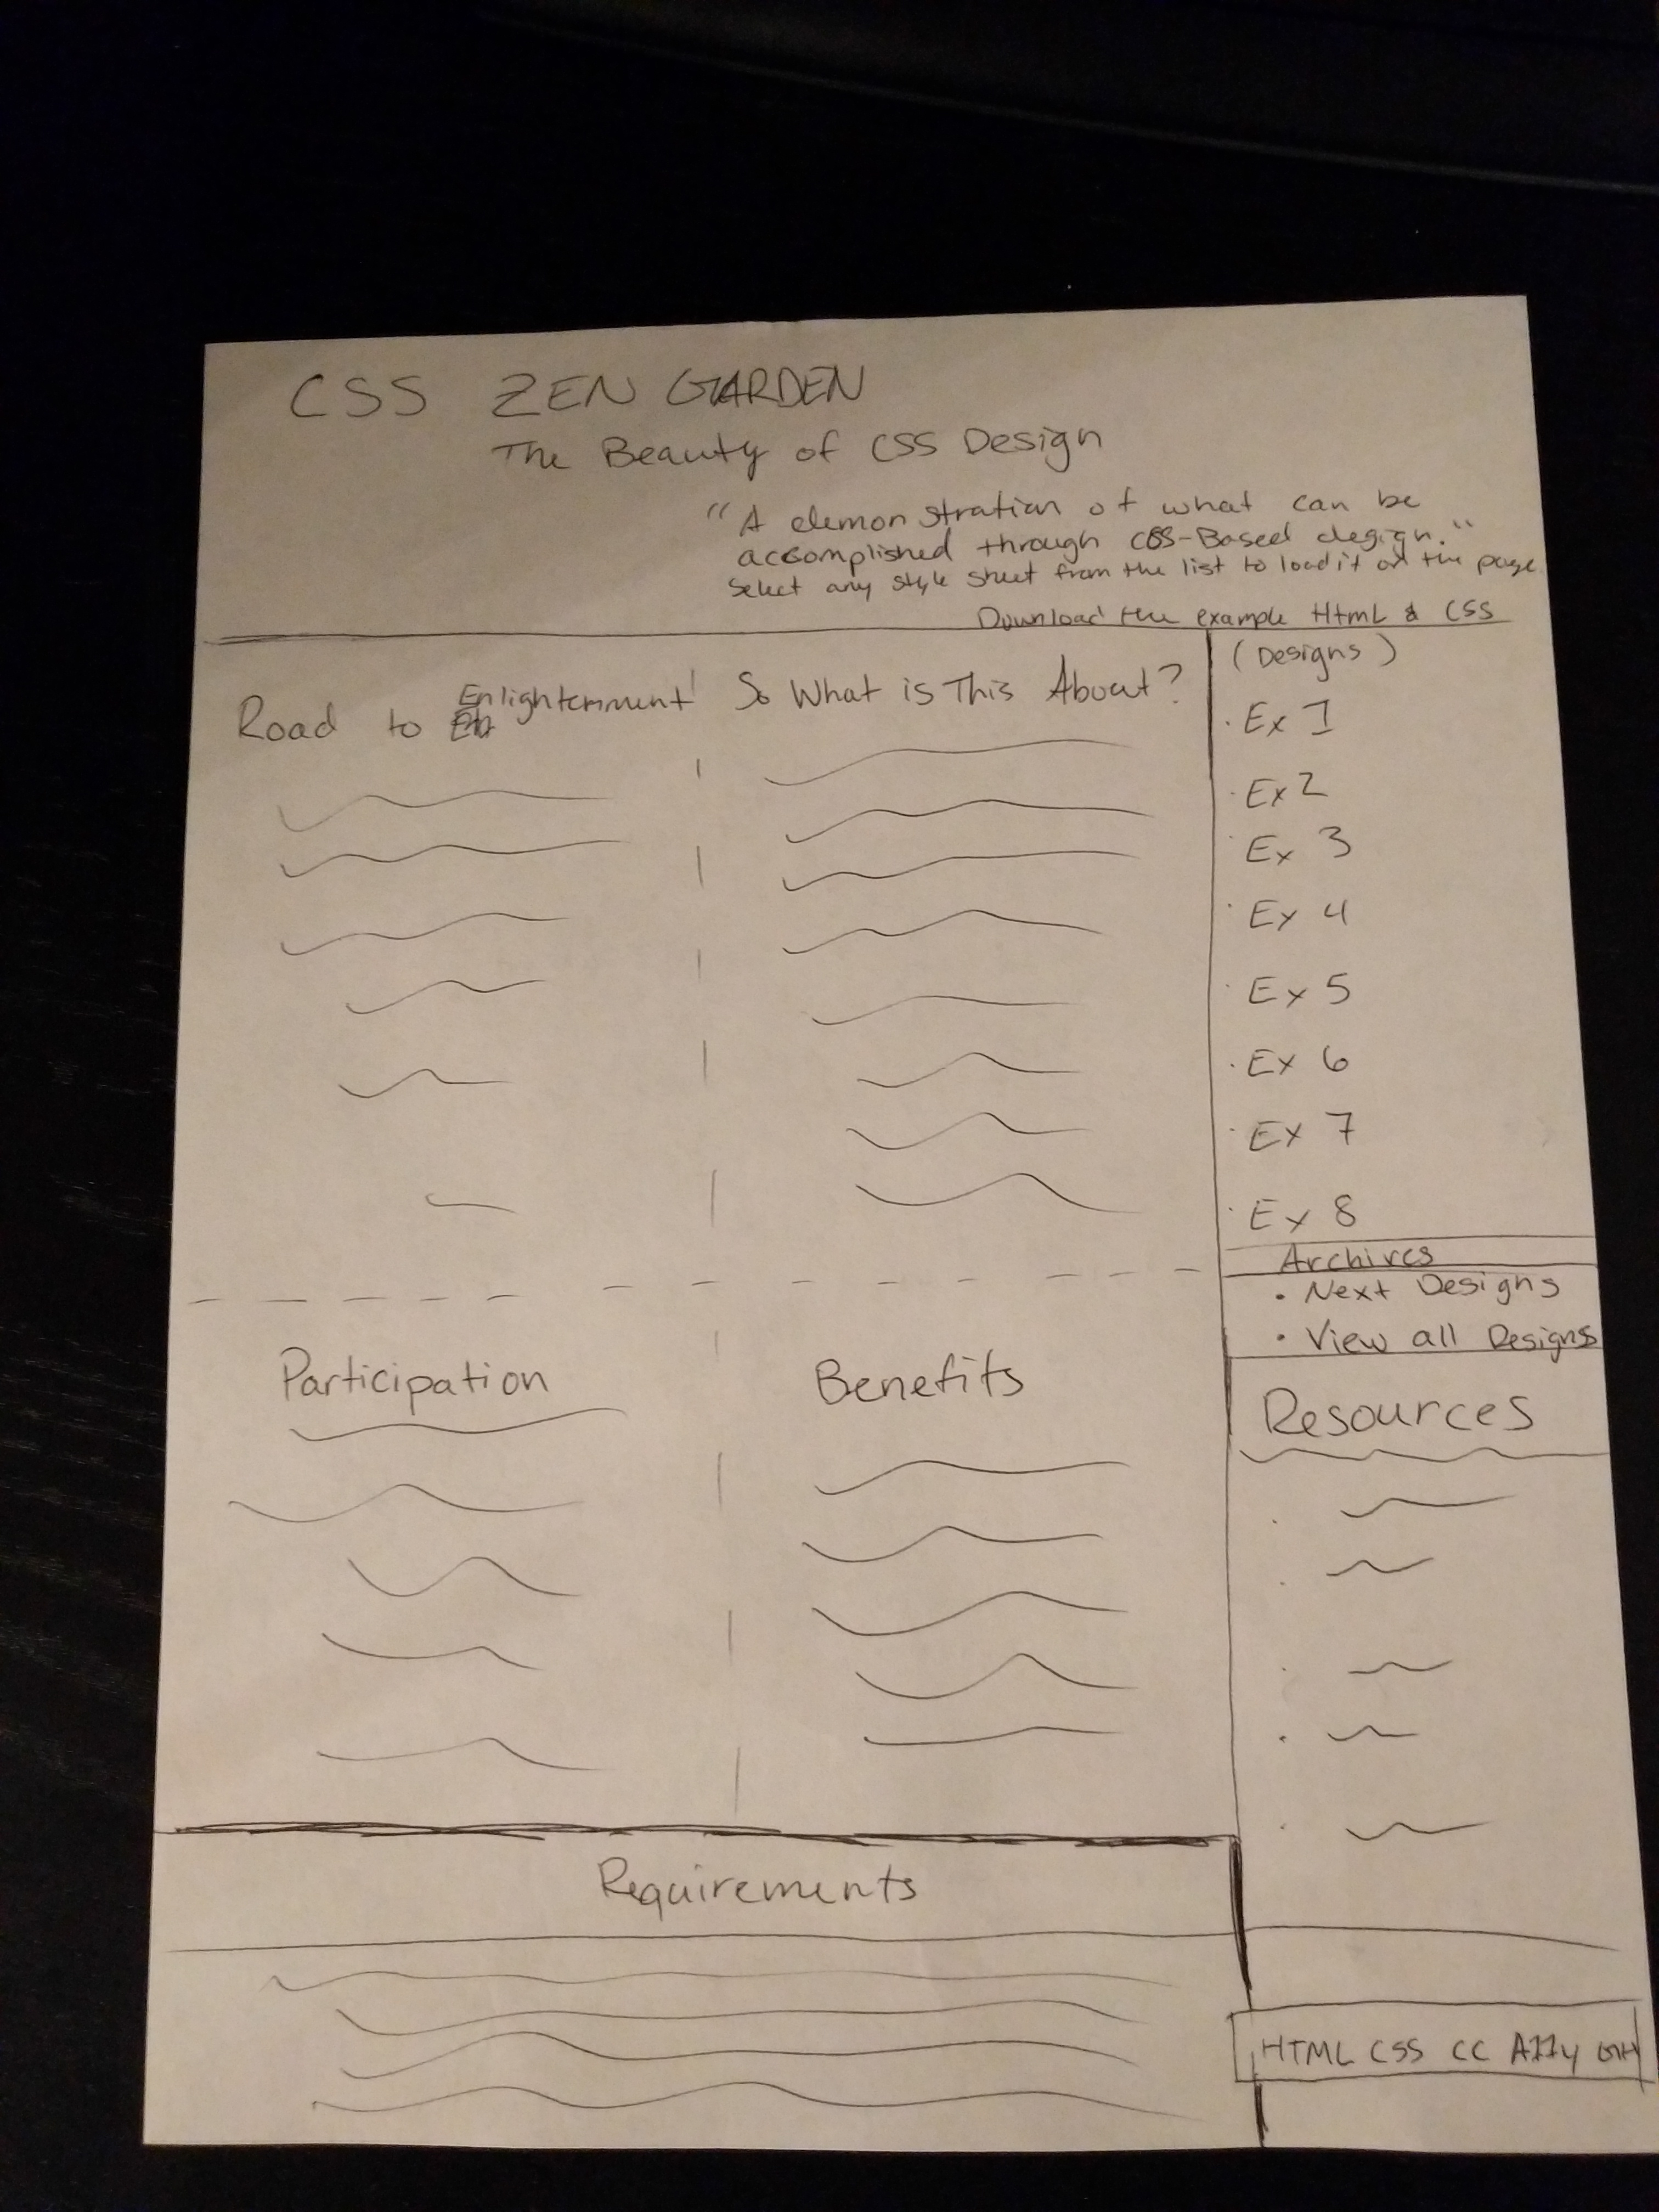 CSS ZEN GARDEN
The Beauty of CSS Design
"A demonstration of what can be
accomplished through CSS-Based design."
Select any style sheet from the list to load it on the page
Download the example HtmL & CSS
Road to Enlightenment
So What is This About?
Participation
Benefits
Requirements
(Designs)
· Ex 1
· Ex 2
· Ex 3
· Ex 4
· Ex 5
· Ex 6
· Ex 7
· Ex 8
Archives
• Next Designs
• View all Designs
Resources
HTML CSS CC A11y GH